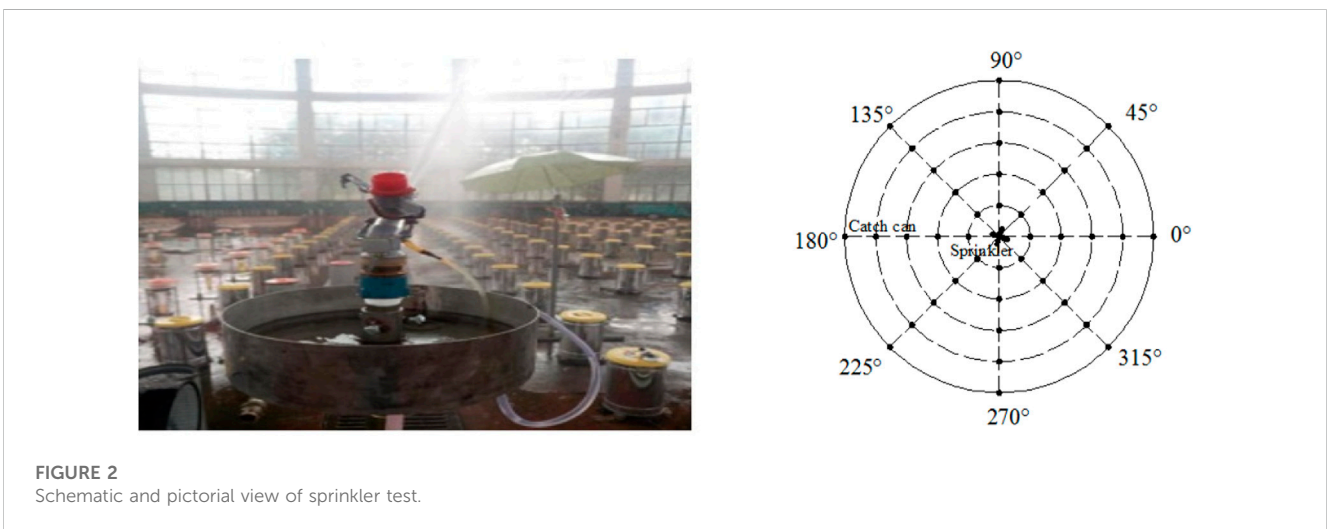 90°
135°
45°
Catch can
180°
0°
Sprinkler
225°
315°
270°
FIGURE 2
Schematic and pictorial view of sprinkler test.